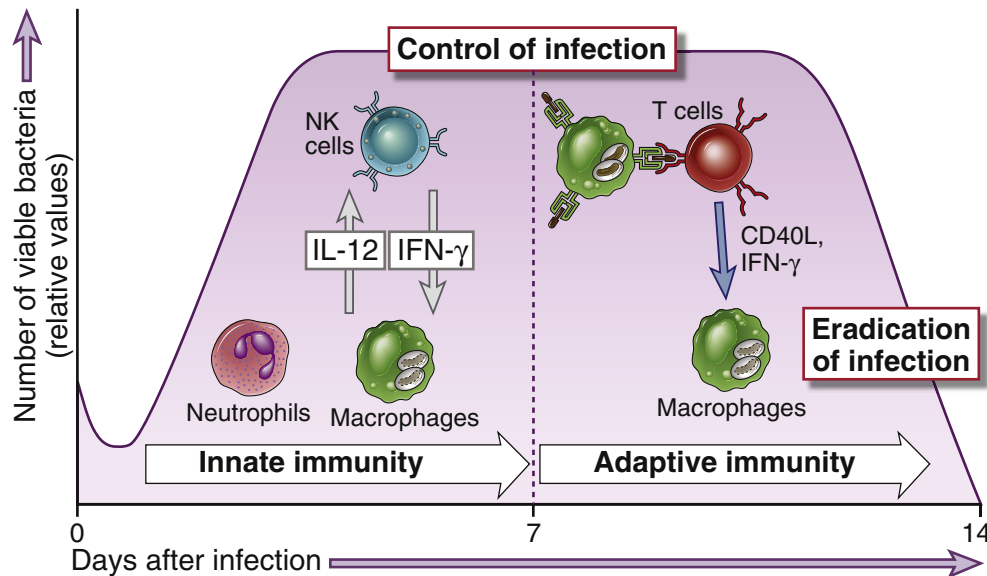 Number of viable bacteria
(relative values)
Control of infection
NK
cells
T cells
IL-12
IFN-γ
CD40L,
IFN-γ
Eradication
of infection
Neutrophils
Macrophages
Macrophages
Innate immunity
Adaptive immunity
0
7
14
Days after infection